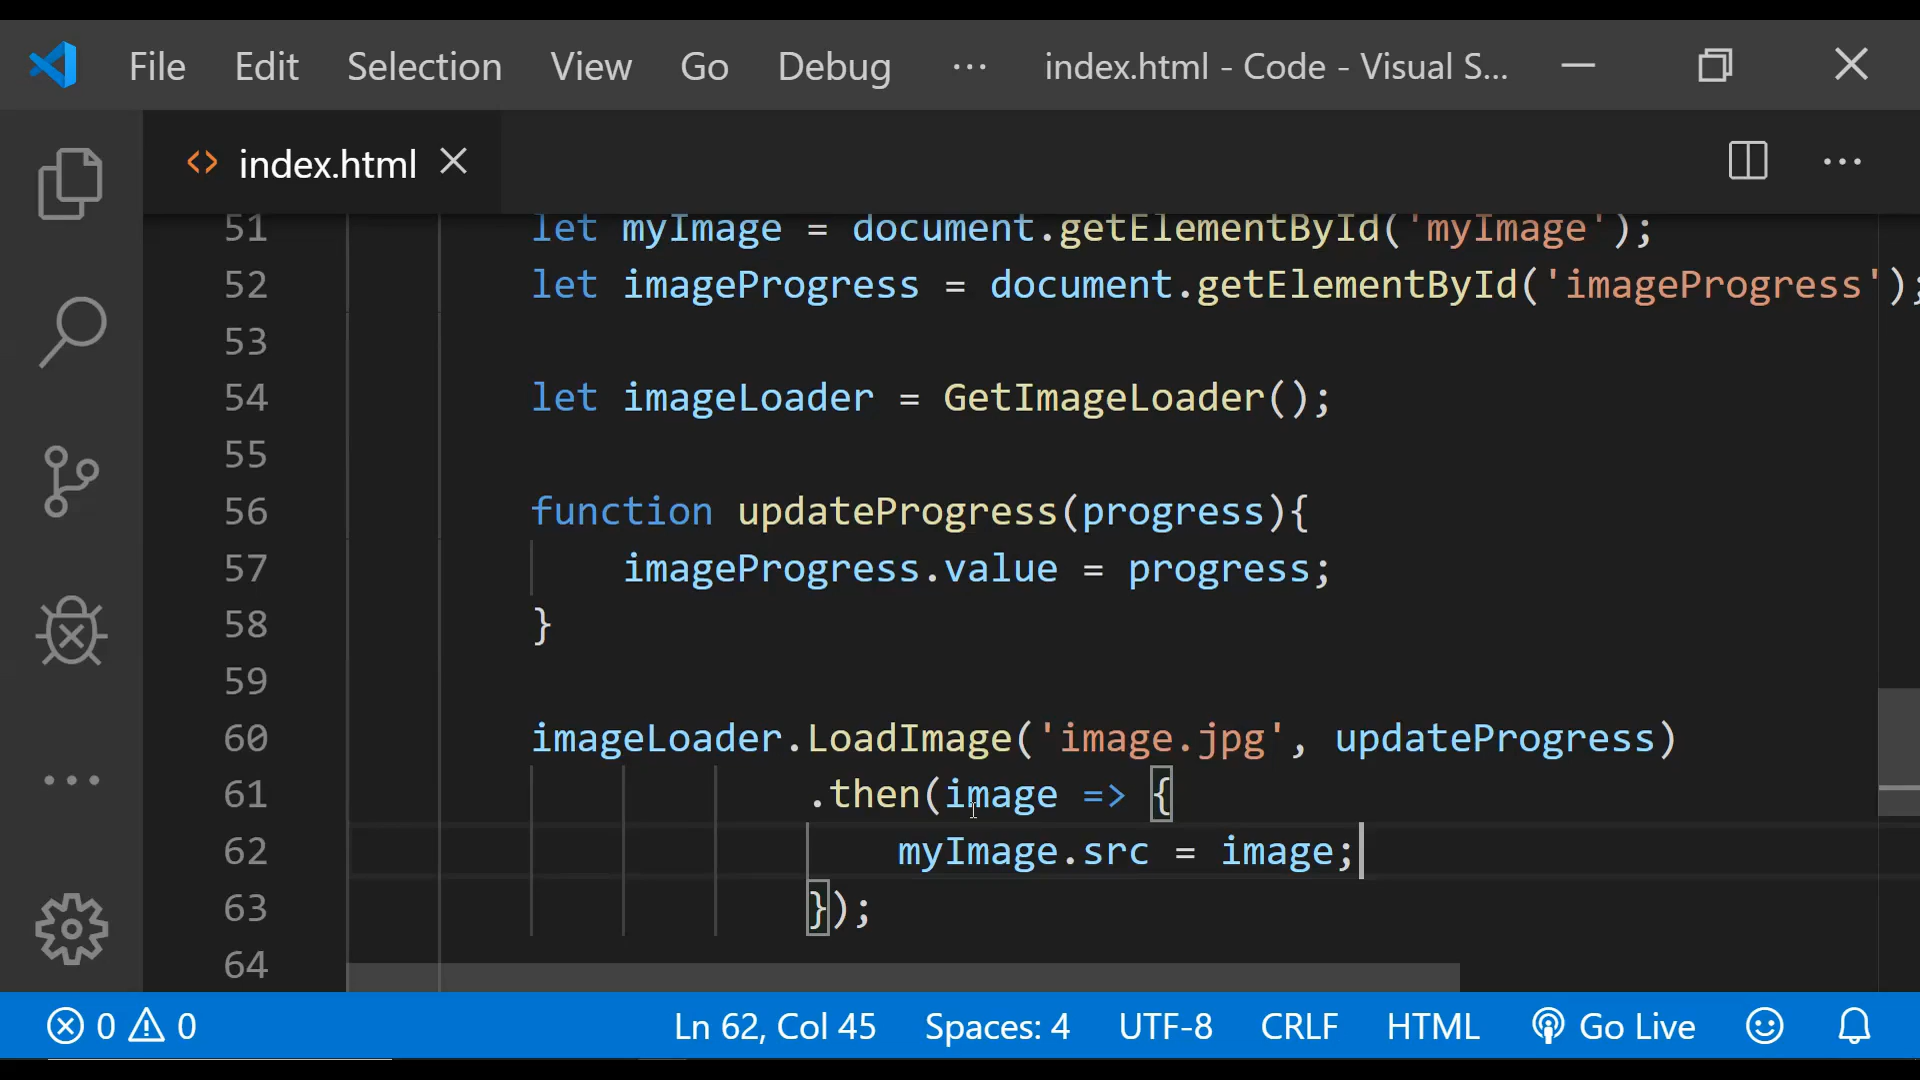 File Edit Selection View Go Debug ··· index.html - Code - Visual S...
<> index.html
51 let myImage = document.getElementById('myImage');
52 let imageProgress = document.getElementById('imageProgress');
53
54 let imageLoader = GetImageLoader();
55
56 function updateProgress(progress){
57 imageProgress.value = progress;
58 }
59
60 imageLoader.LoadImage('image.jpg', updateProgress)
61 .then(image => {
62 myImage.src = image;
63 });
64
0 0 Ln 62, Col 45 Spaces: 4 UTF-8 CRLF HTML Go Live